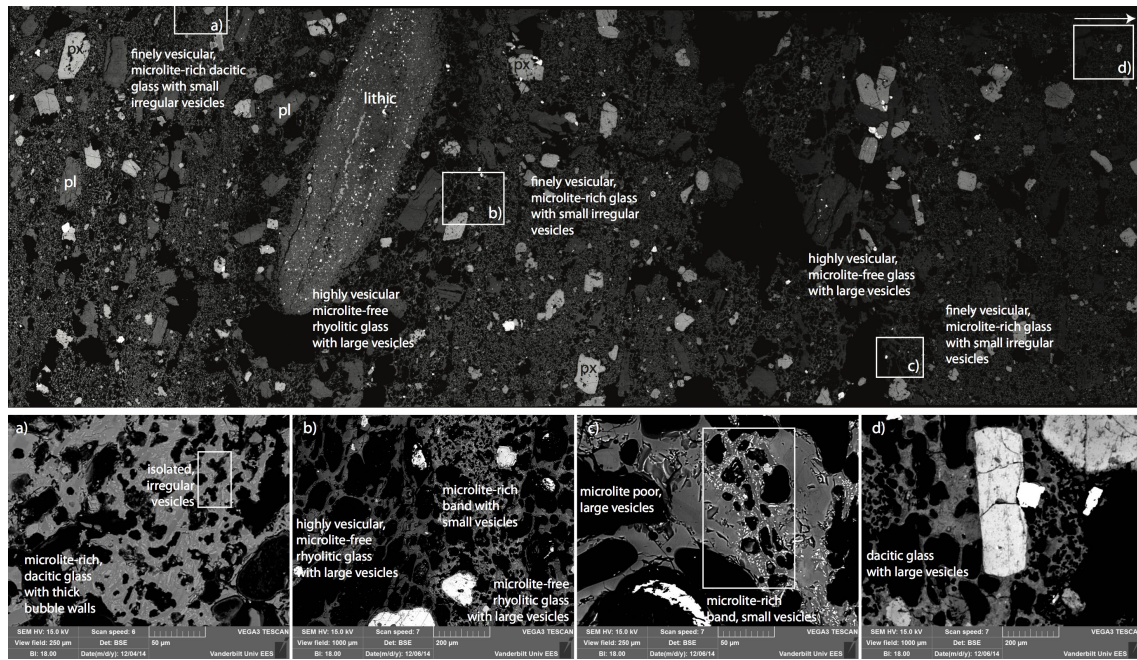 a)
px
finely vesicular,
microlite-rich dacitic
glass with small
irregular vesicles
pl
pl
lithic
px
b)
finely vesicular,
microlite-rich glass
with small irregular
vesicles
d)
highly vesicular
microlite-free
rhyolitic glass
with large vesicles
highly vesicular,
microlite-free glass
with large vesicles
finely vesicular,
microlite-rich glass
with small irregular
vesicles
px
c)
a)
isolated,
irregular
vesicles
microlite-rich,
dacitic glass
with thick
bubble walls
SEM HV: 15.0 kV Scan speed: 6 VEGA3 TESCAN
View field: 250 µm Det: BSE 50 µm
BI: 18.00 Date(m/d/y): 12/04/14 Vanderbilt Univ EES
b)
microlite-rich
band with
small vesicles
highly vesicular,
microlite-free
rhyolitic glass
with large vesicles
microlite-free
rhyolitic glass
with large vesicles
SEM HV: 15.0 kV Scan speed: 7 VEGA3 TESCAN
View field: 1000 µm Det: BSE 200 µm
BI: 18.00 Date(m/d/y): 12/06/14 Vanderbilt Univ EES
c)
microlite poor,
large vesicles
microlite-rich
band, small vesicles
SEM HV: 15.0 kV Scan speed: 7 VEGA3 TESCAN
View field: 250 µm Det: BSE 50 µm
BI: 18.00 Date(m/d/y): 12/06/14 Vanderbilt Univ EES
d)
dacitic glass
with large vesicles
SEM HV: 15.0 kV Scan speed: 7 VEGA3 TESCAN
View field: 1000 µm Det: BSE 200 µm
BI: 18.00 Date(m/d/y): 12/06/14 Vanderbilt Univ EES